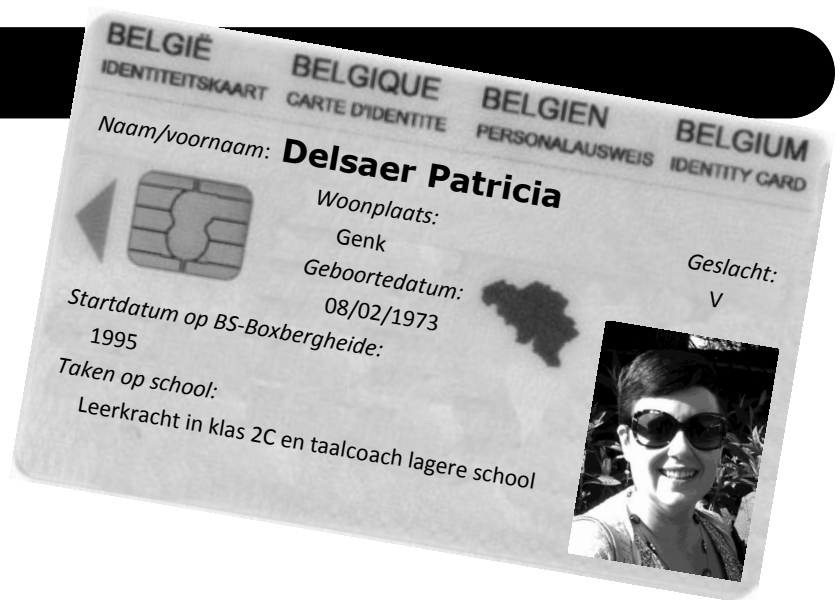 BELGIË
IDENTITEITSKAART
BELGIQUE
CARTE D'IDENTITE
BELGIEN
PERSONALAUSWEIS
BELGIUM
IDENTITY CARD
Naam/voornaam: Delsaer Patricia
Woonplaats:
Genk
Geslacht:
V
Geboortedatum:
08/02/1973
Startdatum op BS-Boxbergheide:
1995
Taken op school:
Leerkracht in klas 2C en taalcoach lagere school